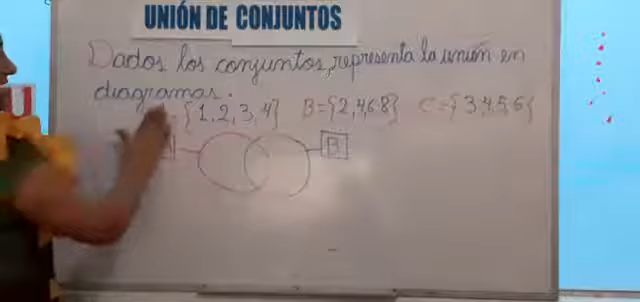 UNIÓN DE CONJUNTOS
Dados los conjuntos, representa la unión en
diagramas.
{1,2,3,4} B={2,4,6,8} C={3,4,5,6}
B
U